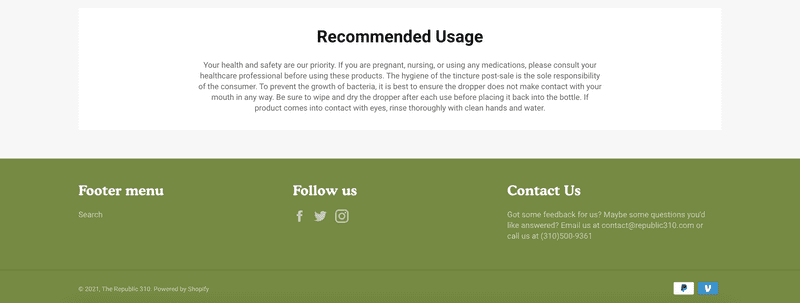 Recommended Usage
Your health and safety are our priority. If you are pregnant, nursing, or using any medications, please consult your
healthcare professional before using these products. The hygiene of the tincture post-sale is the sole responsibility
of the consumer. To prevent the growth of bacteria, it is best to ensure the dropper does not make contact with your
mouth in any way. Be sure to wipe and dry the dropper after each use before placing it back into the bottle. If
product comes into contact with eyes, rinse thoroughly with clean hands and water.
Footer menu
Search
Follow us
Contact Us
Got some feedback for us? Maybe some questions you'd
like answered? Email us at contact@republic310.com or
call us at (310)500-9361
© 2021, The Republic 310. Powered by Shopify